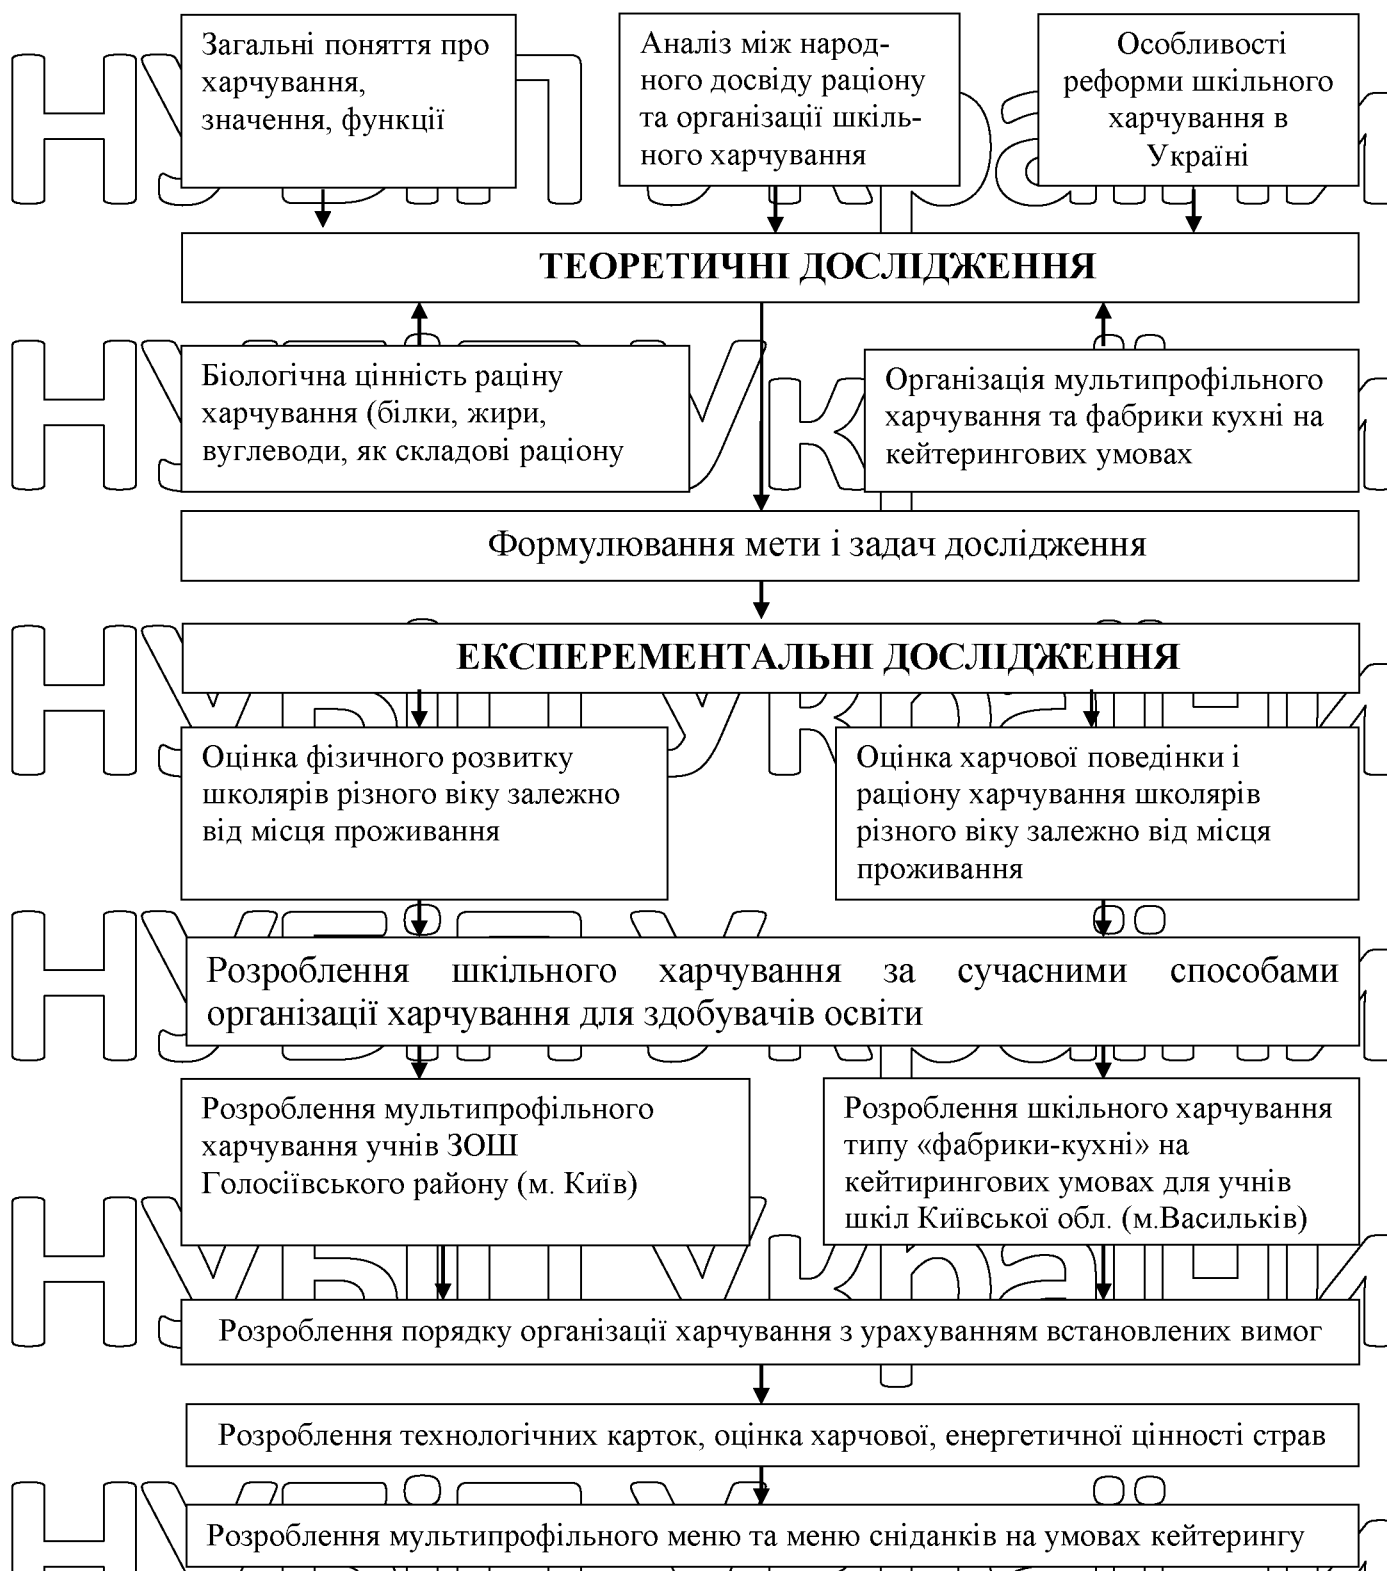 Загальні поняття про
харчування,
значення, функції
Аналіз між народ-
ного досвіду раціону
та організації шкіль-
ного харчування
Особливості
реформи шкільного
харчування в
Україні
ТЕОРЕТИЧНІ ДОСЛІДЖЕННЯ
Біологічна цінність раціну
харчування (білки, жири,
вуглеводи, як складові раціону
Організація мультипрофільного
харчування та фабрики кухні на
кейтерингових умовах
Формулювання мети і задач дослідження
ЕКСПЕРЕМЕНТАЛЬНІ ДОСЛІДЖЕННЯ
Оцінка фізичного розвитку
школярів різного віку залежно
від місця проживання
Оцінка харчової поведінки і
раціону харчування школярів
різного віку залежно від місця
проживання
Розроблення шкільного харчування за сучасними способами
організації харчування для здобувачів освіти
Розроблення мультипрофільного
харчування учнів ЗОШ
Голосіївського району (м. Київ)
Розроблення шкільного харчування
типу «фабрики-кухні» на
кейтирингових умовах для учнів
шкіл Київської обл. (м.Васильків)
Розроблення порядку організації харчування з урахуванням встановлених вимог
Розроблення технологічних карток, оцінка харчової, енергетичної цінності страв
Розроблення мультипрофільного меню та меню сніданків на умовах кейтерингу